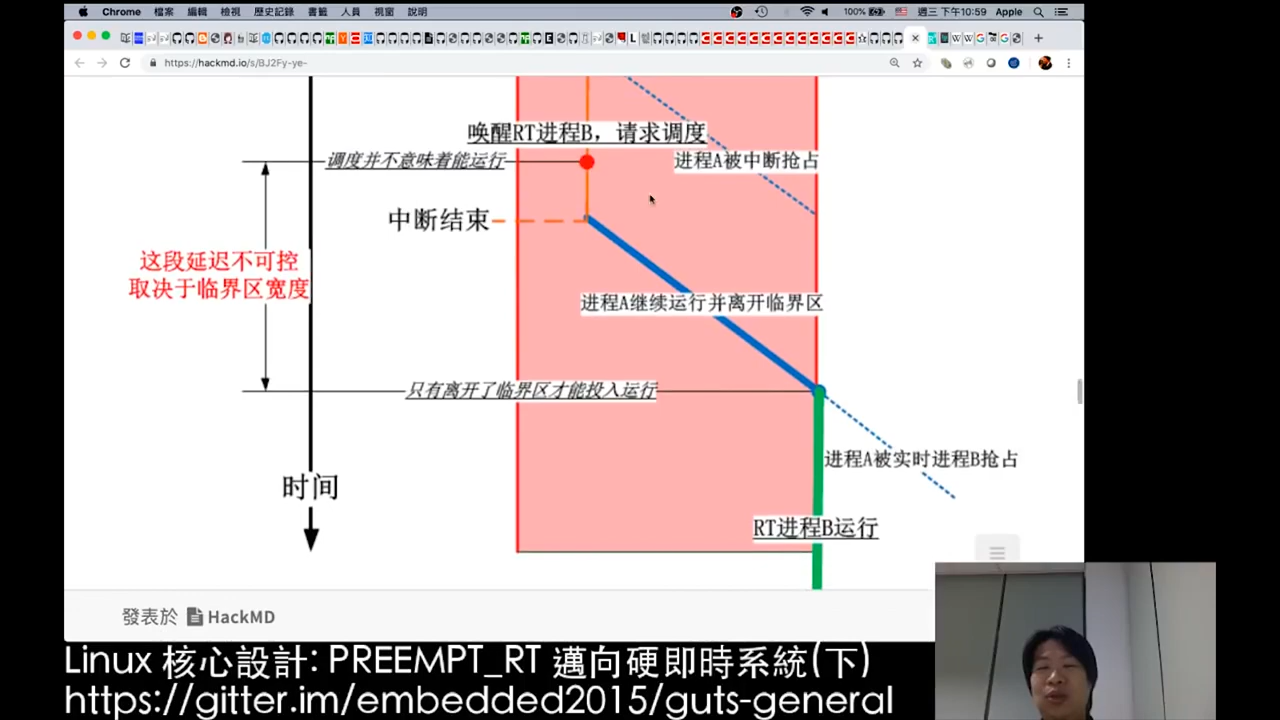 Chrome 檔案 編輯 檢視 歷史記錄 書籤 人員 視窗 說明 100% 週三 下午10:59 Apple
https://hackmd.io/s/BJ2Fy-ye-
唤醒RT进程B，请求调度
调度并不意味着能运行
进程A被中断抢占
中断结束
这段延迟不可控
取决于临界区宽度
进程A继续运行并离开临界区
只有离开了临界区才能投入运行
进程A被实时进程B抢占
时间
RT进程B运行
發表於 HackMD
Linux 核心設計: PREEMPT_RT 邁向硬即時系統(下)
https://gitter.im/embedded2015/guts-general